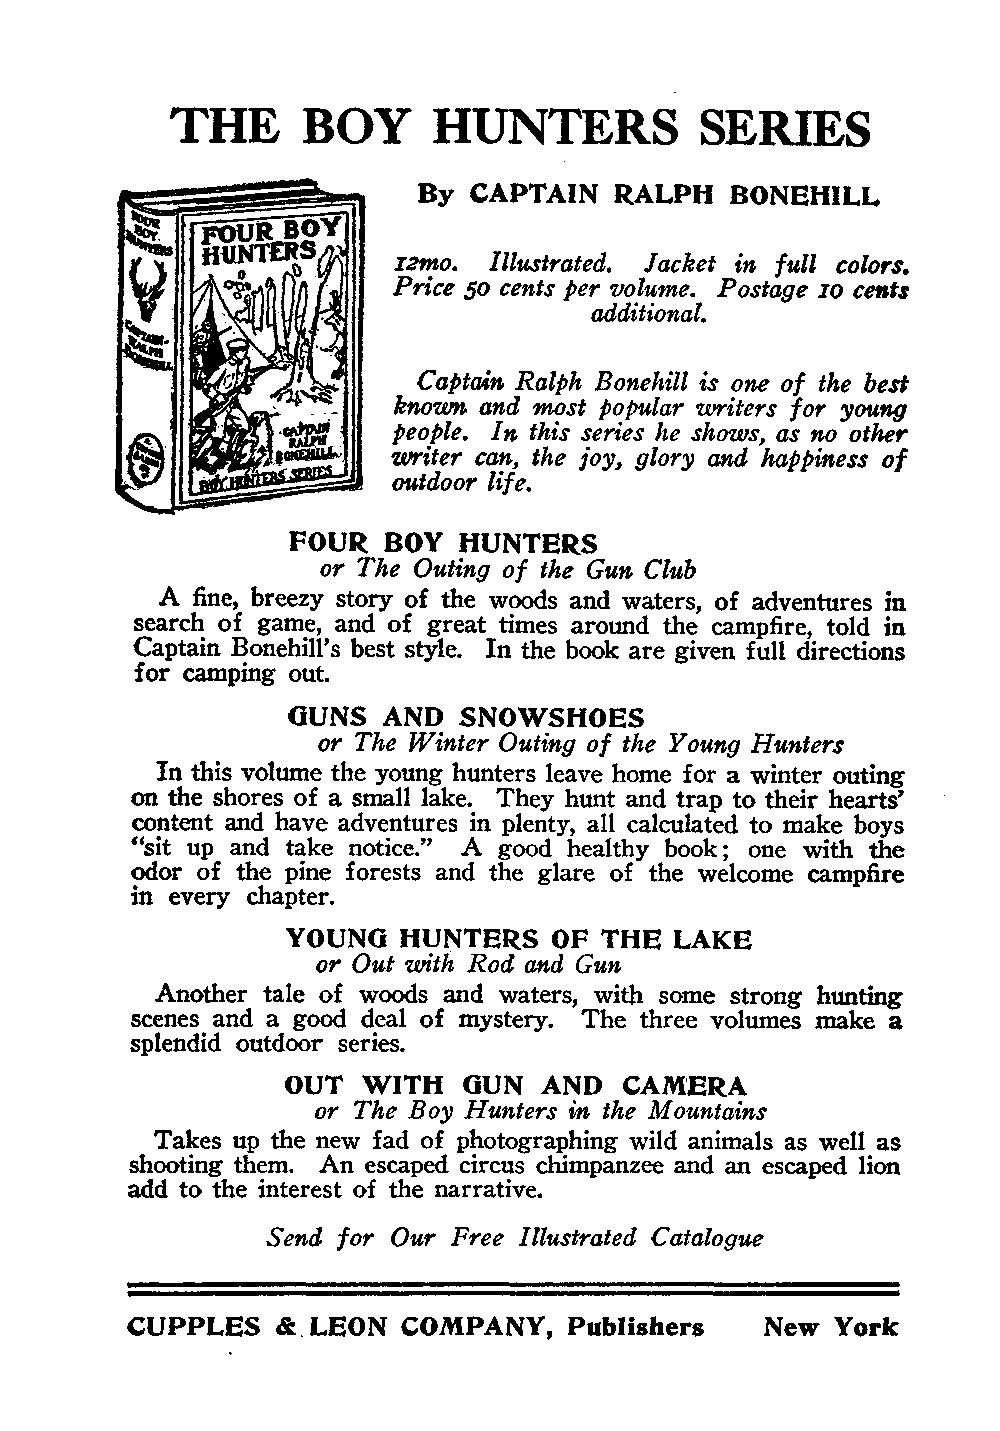 THE BOY HUNTERS SERIES
By CAPTAIN RALPH BONEHILL
FOUR BOY
HUNTERS
CAPTAIN
RALPH
BONEHILL
BOY HUNTERS SERIES
FOUR
BOY
HUNTERS
CAPTAIN
RALPH
BONEHILL
12mo. Illustrated. Jacket in full colors.
Price 50 cents per volume. Postage 10 cents
additional.
Captain Ralph Bonehill is one of the best
known and most popular writers for young
people. In this series he shows, as no other
writer can, the joy, glory and happiness of
outdoor life.
FOUR BOY HUNTERS
or The Outing of the Gun Club
A fine, breezy story of the woods and waters, of adventures in
search of game, and of great times around the campfire, told in
Captain Bonehill's best style. In the book are given full directions
for camping out.
GUNS AND SNOWSHOES
or The Winter Outing of the Young Hunters
In this volume the young hunters leave home for a winter outing
on the shores of a small lake. They hunt and trap to their hearts'
content and have adventures in plenty, all calculated to make boys
"sit up and take notice." A good healthy book; one with the
odor of the pine forests and the glare of the welcome campfire
in every chapter.
YOUNG HUNTERS OF THE LAKE
or Out with Rod and Gun
Another tale of woods and waters, with some strong hunting
scenes and a good deal of mystery. The three volumes make a
splendid outdoor series.
OUT WITH GUN AND CAMERA
or The Boy Hunters in the Mountains
Takes up the new fad of photographing wild animals as well as
shooting them. An escaped circus chimpanzee and an escaped lion
add to the interest of the narrative.
Send for Our Free Illustrated Catalogue
CUPPLES & LEON COMPANY, Publishers New York